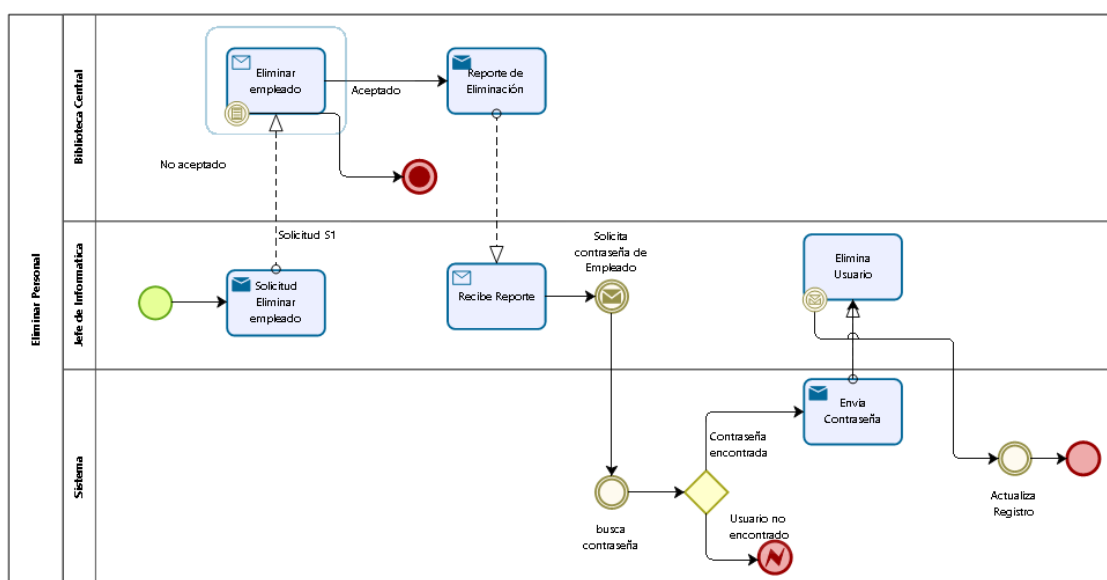 Eliminar Personal
Biblioteca Central
Eliminar
empleado
Aceptado
Reporte de
Eliminación
No aceptado
Jefe de Informatica
Solicitud S1
Solicitud
Eliminar
empleado
Recibe Reporte
Solicita
contraseña de
Empleado
Elimina
Usuario
Sistema
busca
contraseña
Contraseña
encontrada
Usuario no
encontrado
Envia
Contraseña
Actualiza
Registro